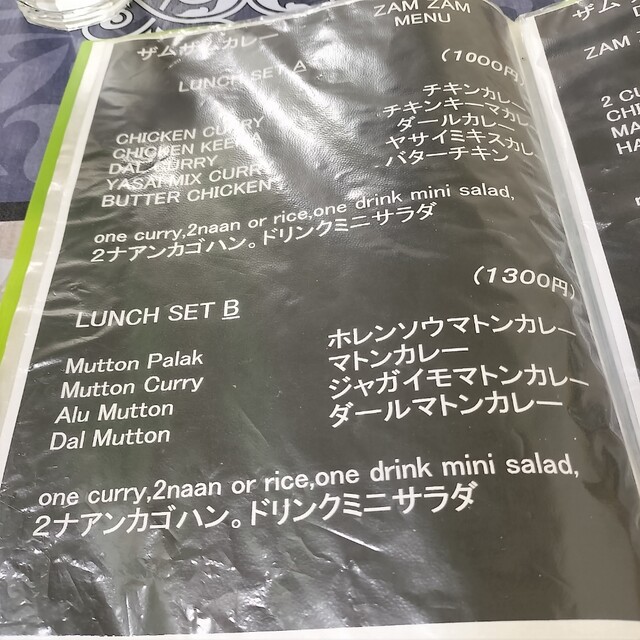 ザムザムカレー
ZAM ZAM
MENU
LUNCH SET A
(1000円)
CHICKEN CURRY チキンカレー
CHICKEN KEEMA チキンキーマカレー
DAL CURRY ダールカレー
YASAI MIX CURRY ヤサイミキスカレー
BUTTER CHICKEN バターチキン
one curry,2naan or rice,one drink mini salad,
2ナアンカゴハン。ドリンクミニサラダ
(1300円)
LUNCH SET B
Mutton Palak ホレンソウマトンカレー
Mutton Curry マトンカレー
Alu Mutton ジャガイモマトンカレー
Dal Mutton ダールマトンカレー
one curry,2naan or rice,one drink mini salad,
2ナアンカゴハン。ドリンクミニサラダ
ザム
ZAM
2